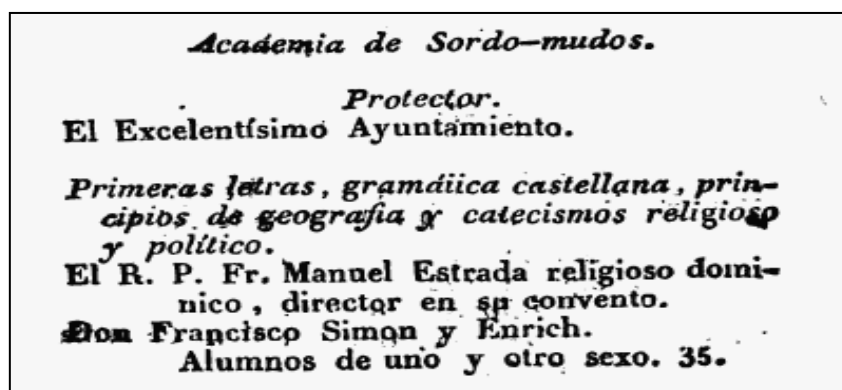 Academia de Sordo-mudos.
Protector.
El Excelentísimo Ayuntamiento.
Primeras letras, gramática castellana, prin-
cipios de geografia y catecismos religioso
y político.
El R. P. Fr. Manuel Estrada religioso domi-
nico, director en su convento.
Don Francisco Simon y Enrich.
Alumnos de uno y otro sexo. 35.